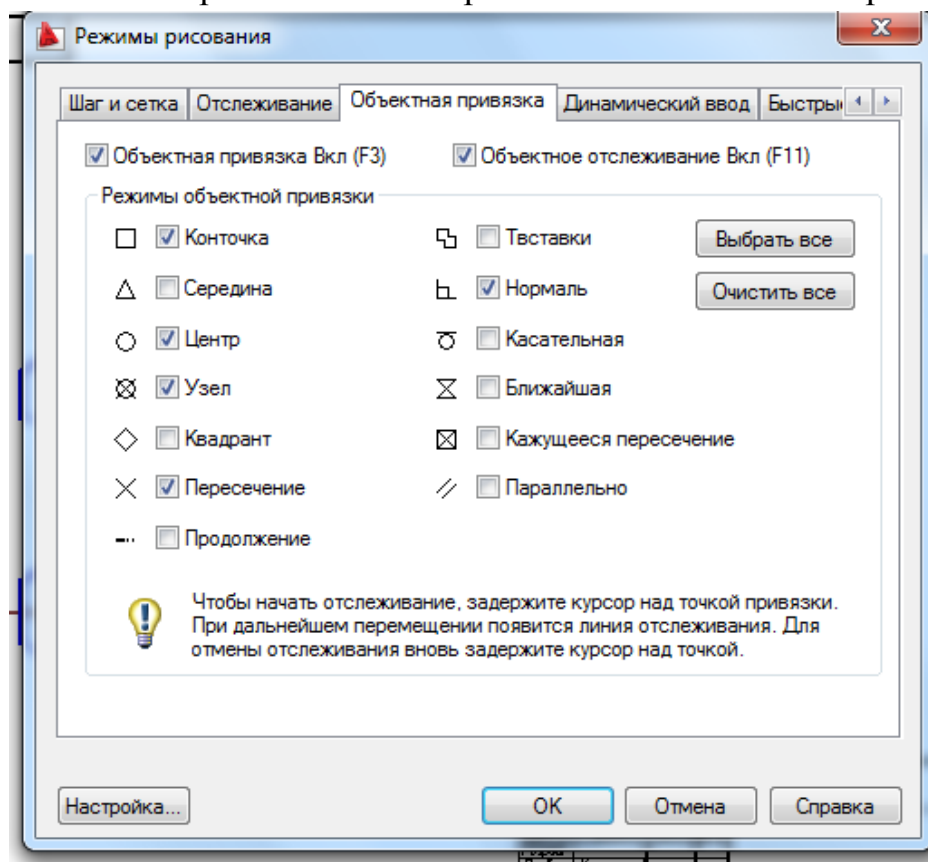 Режимы рисования
Шаг и сетка Отслеживание Объектная привязка Динамический ввод Быстры
Объектная привязка Вкл (F3) Объектное отслеживание Вкл (F11)
Режимы объектной привязки
Конточка Твставки Выбрать все
Середина Нормаль Очистить все
Центр Касательная
Узел Ближайшая
Квадрант Кажущееся пересечение
Пересечение Параллельно
Продолжение
Чтобы начать отслеживание, задержите курсор над точкой привязки.
При дальнейшем перемещении появится линия отслеживания. Для
отмены отслеживания вновь задержите курсор над точкой.
Настройка... ОК Отмена Справка